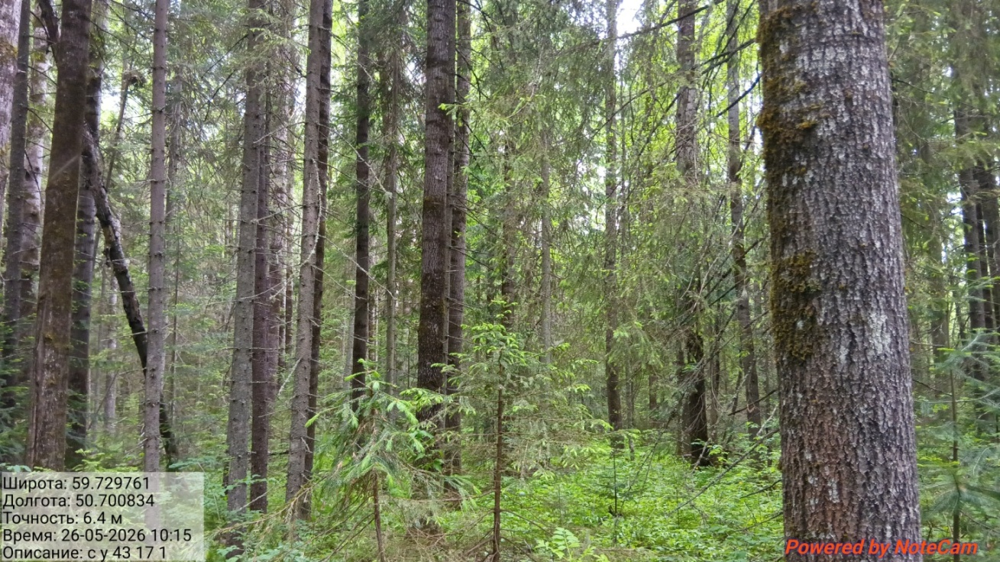 Широта: 59.729761
Долгота: 50.700834
Точность: 6.4 м
Время: 26-05-2026 10:15
Описание: с у 43 17 1
Powered by NoteCam